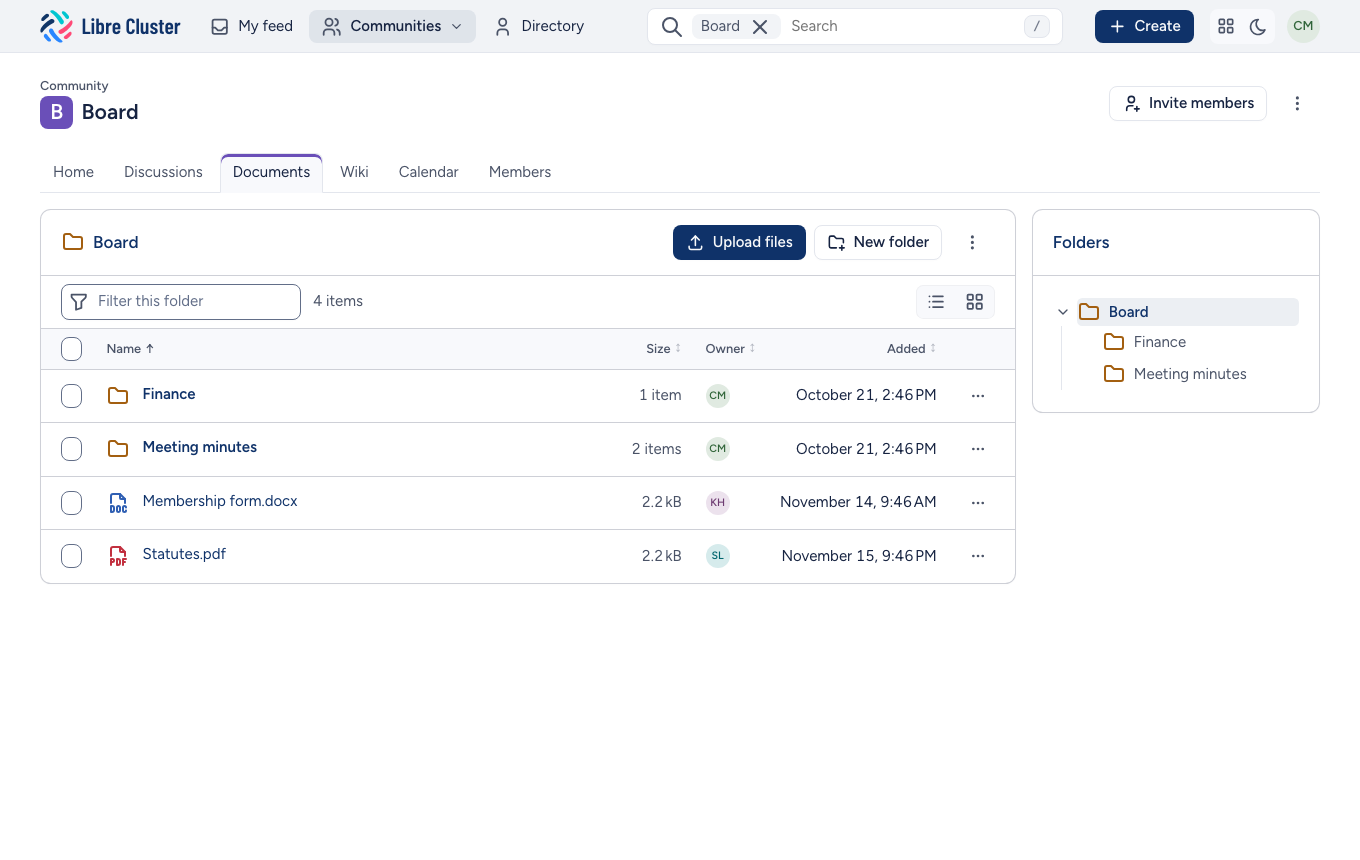 Libre Cluster
My feed
Communities
Directory
Board
Search
/
Create
CM
Community
B
Board
Invite members
Home
Discussions
Documents
Wiki
Calendar
Members
Board
Upload files
New folder
Filter this folder
4 items
Name
Size
Owner
Added
Finance
1 item
CM
October 21, 2:46 PM
Meeting minutes
2 items
CM
October 21, 2:46 PM
DOC
Membership form.docx
2.2 kB
KH
November 14, 9:46 AM
PDF
Statutes.pdf
2.2 kB
SL
November 15, 9:46 PM
Folders
Board
Finance
Meeting minutes